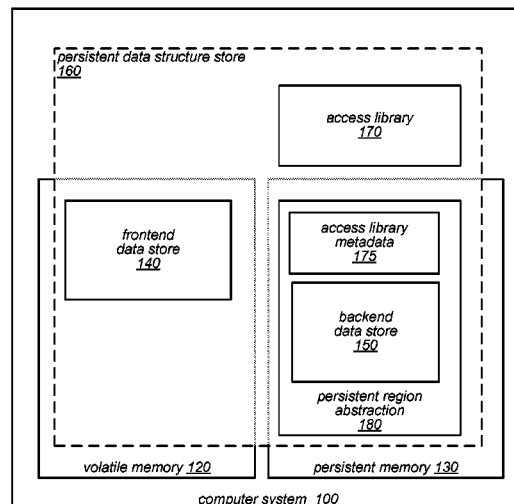 persistent data structure store
160
access library
170
frontend
data store
140
access library
metadata
175
backend
data store
150
persistent region
abstraction
180
volatile memory 120
persistent memory 130
computer system 100